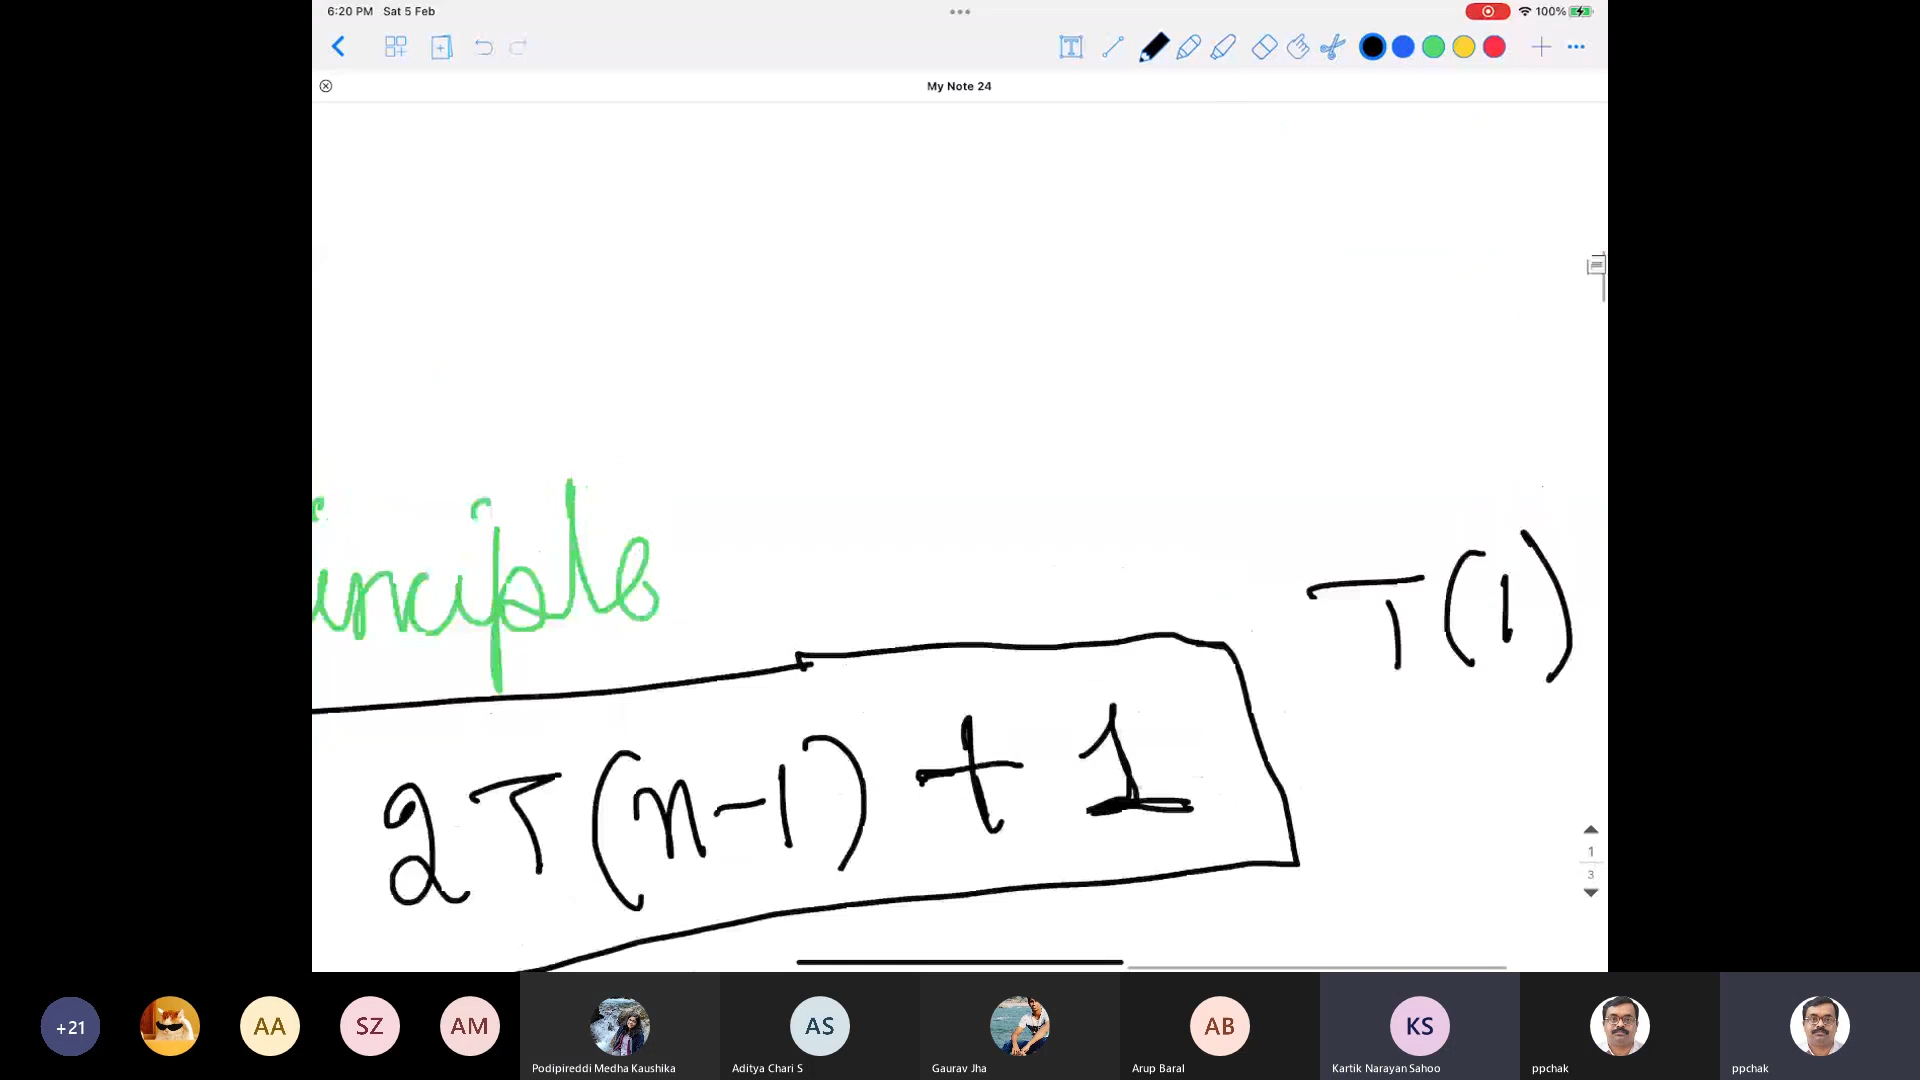 6:20 PM Sat 5 Feb
100%
My Note 24
inciple
T(1)
2T(n-1) + 1
1
3
+21
AA
SZ
AM
AS
AB
KS
Podipireddi Medha Kaushika
Aditya Chari S
Gaurav Jha
Arup Baral
Kartik Narayan Sahoo
ppchak
ppchak